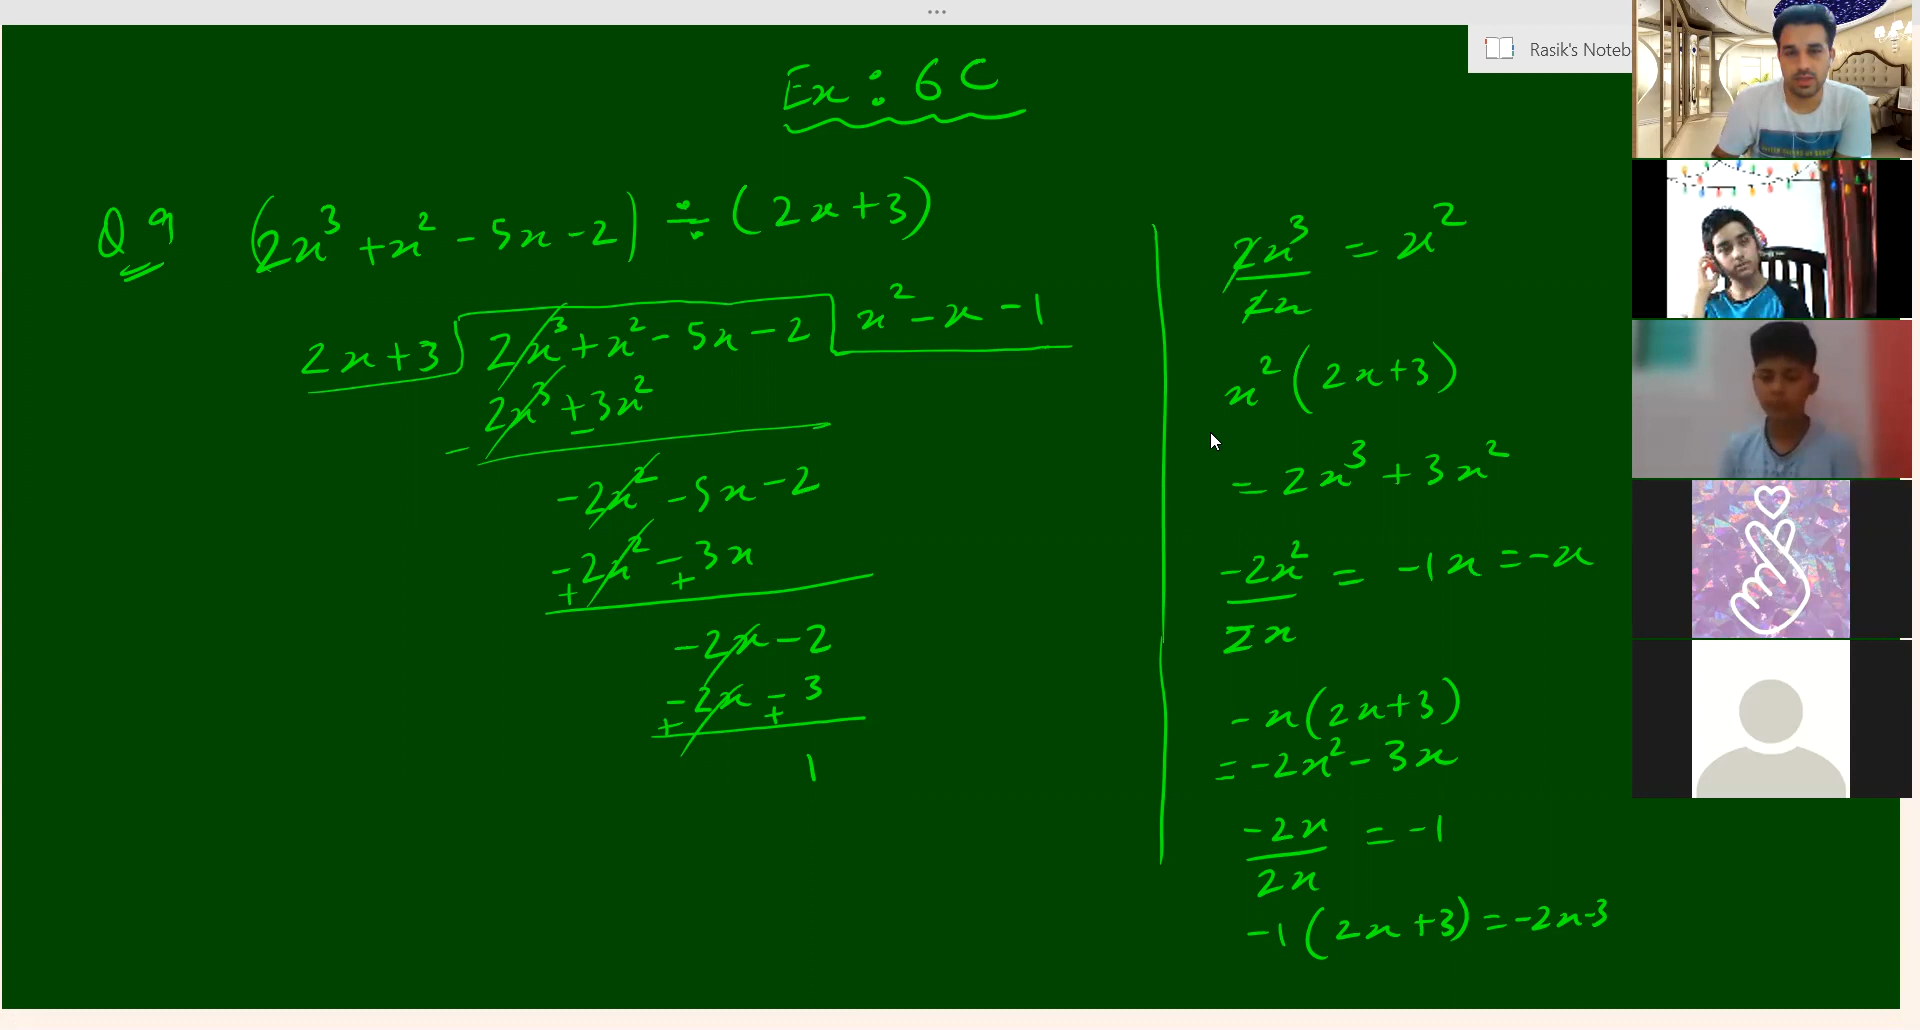 Rasik's Noteb
Ex : 6C
Q9 (2x³ + x² - 5x - 2) ÷ (2x + 3)
2x + 3 ) 2x³ + x² - 5x - 2 | x² - x - 1
2x³ + 3x²
- -
-2x² - 5x - 2
-2x² - 3x
+ +
-2x - 2
-2x - 3
+ +
1
2x³/2x = x²
x² (2x + 3)
= 2x³ + 3x²
-2x²/2x = -1x = -x
-x (2x + 3)
= -2x² - 3x
-2x/2x = -1
-1 (2x + 3) = -2x - 3